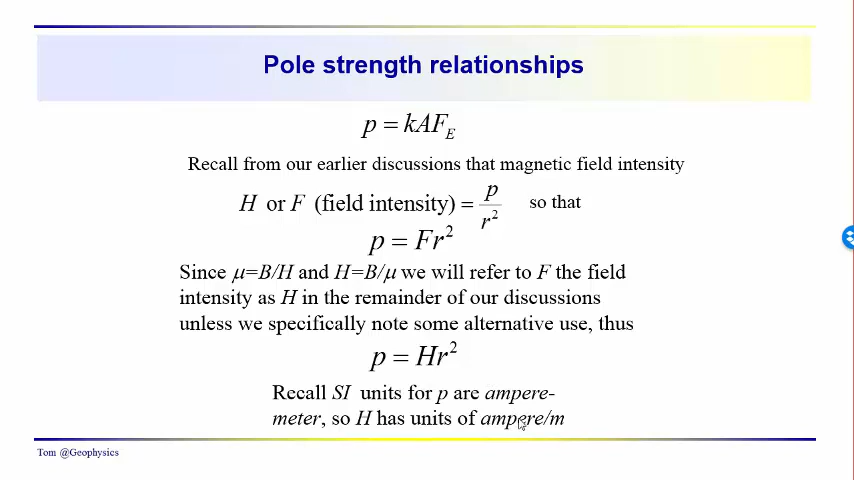 Pole strength relationships
p = kAF_E
Recall from our earlier discussions that magnetic field intensity
H or F (field intensity) = p/r² so that
p = Fr²
Since μ=B/H and H=B/μ we will refer to F the field
intensity as H in the remainder of our discussions
unless we specifically note some alternative use, thus
p = Hr²
Recall SI units for p are ampere-
meter, so H has units of ampere/m
Tom @Geophysics